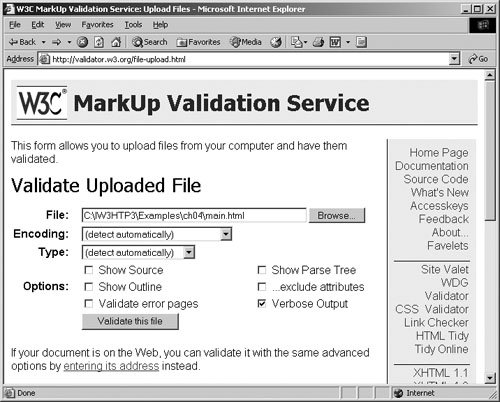 W3C MarkUp Validation Service: Upload Files - Microsoft Internet Explorer
File Edit View Favorites Tools Help
Back Search Favorites Media
Address http://validator.w3.org/file-upload.html Go
W3C® MarkUp Validation Service
This form allows you to upload files from your computer and have them
validated.
Validate Uploaded File
File: C:\IW3HTP3\Examples\ch04\main.html Browse...
Encoding: (detect automatically)
Type: (detect automatically)
Show Source Show Parse Tree
Options: Show Outline ...exclude attributes
Validate error pages Verbose Output
Validate this file
If your document is on the Web, you can validate it with the same advanced
options by entering its address instead.
Home Page
Documentation
Source Code
What's New
Accesskeys
Feedback
About...
Favelets
Site Valet
WDG
Validator
CSS Validator
Link Checker
HTML Tidy
Tidy Online
XHTML 1.1
Done Internet